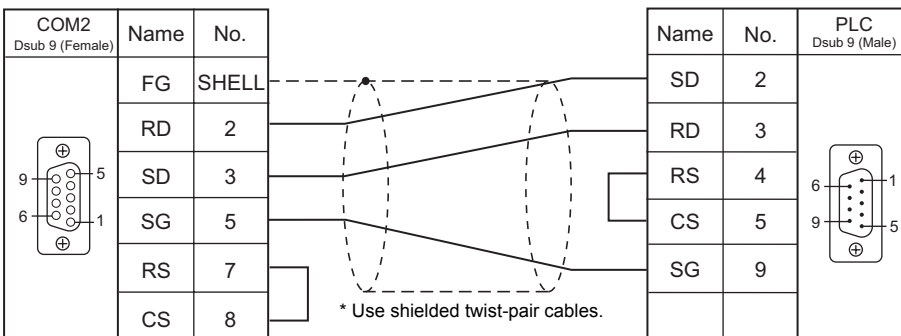 COM2
Dsub 9 (Female)
Name No.
FG SHELL
RD 2
SD 3
SG 5
RS 7
CS 8
9 5
6 1
* Use shielded twist-pair cables.
Name No.
PLC
Dsub 9 (Male)
SD 2
RD 3
RS 4
CS 5
SG 9
6 1
9 5